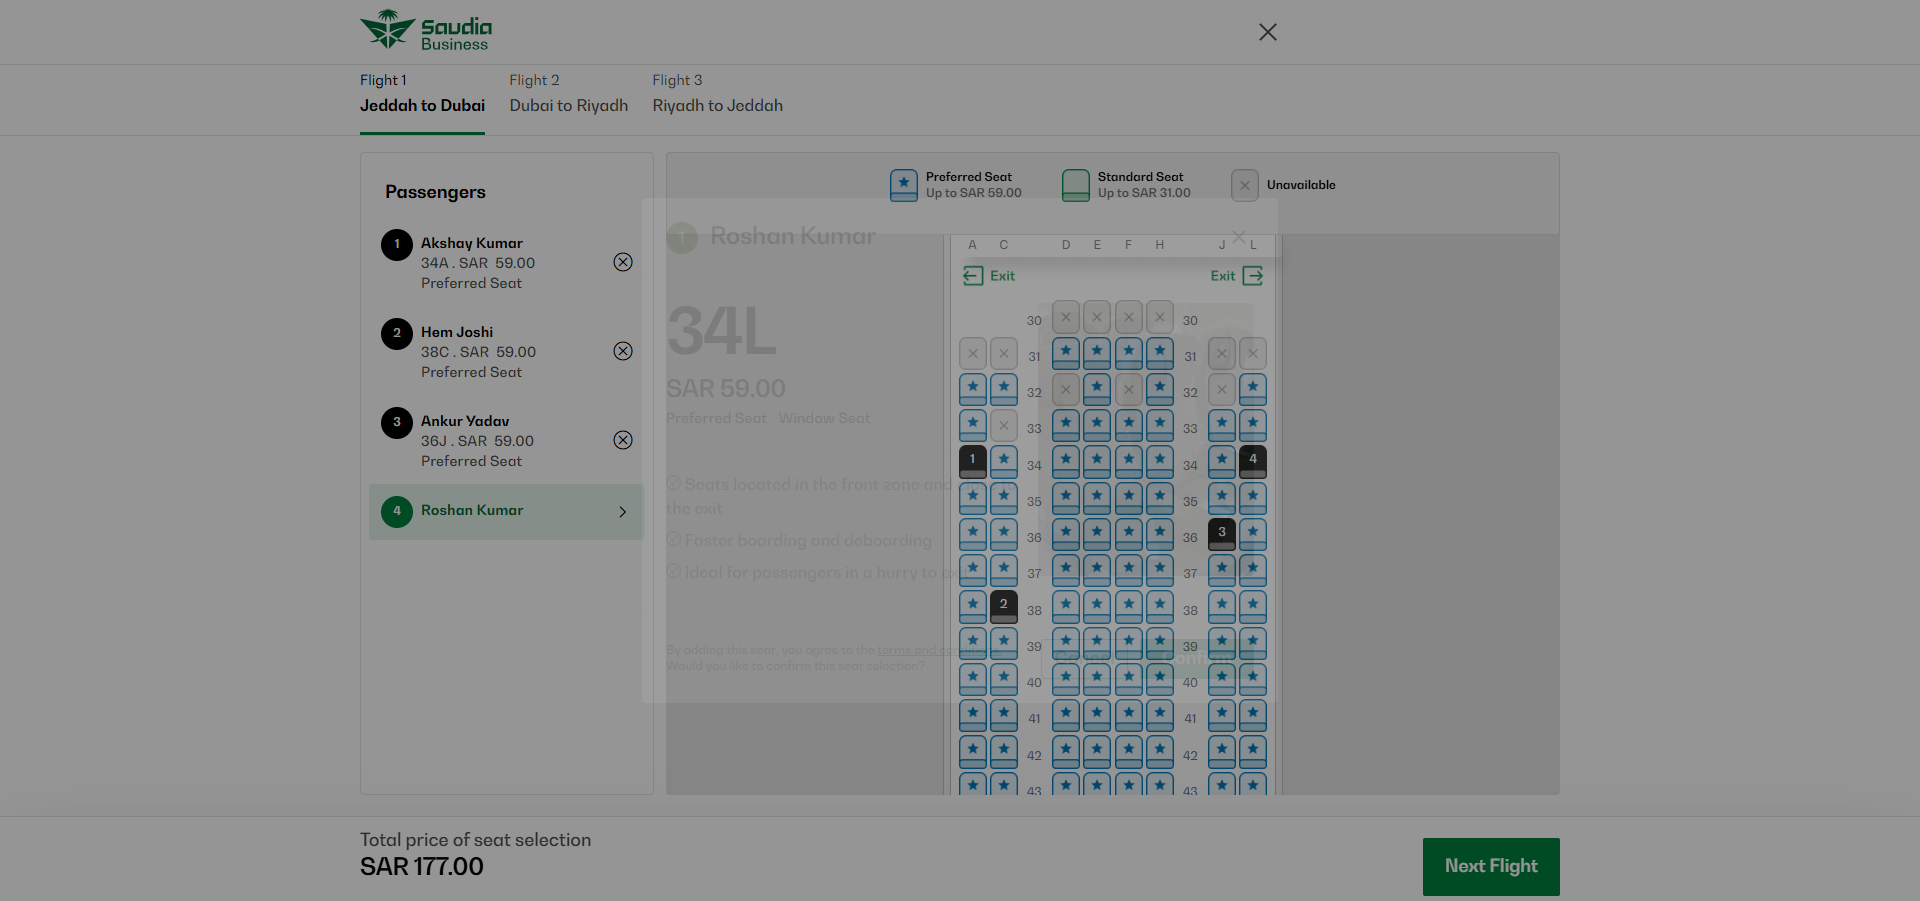 Saudia
Business
Flight 1
Jeddah to Dubai
Flight 2
Dubai to Riyadh
Flight 3
Riyadh to Jeddah
Passengers
1
Akshay Kumar
34A . SAR 59.00
Preferred Seat
2
Hem Joshi
38C . SAR 59.00
Preferred Seat
3
Ankur Yadav
36J . SAR 59.00
Preferred Seat
4
Roshan Kumar
Preferred Seat
Up to SAR 59.00
Standard Seat
Up to SAR 31.00
Unavailable
1
Roshan Kumar
34L
SAR 59.00
Preferred Seat - Window Seat
Seats located in the front zone and close to
the exit
Faster boarding and deboarding
Ideal for passengers in a hurry to exit
By adding this seat, you agree to the terms and conditions.
Would you like to confirm this seat selection?
Cancel
Confirm
A C D E F H J L
Exit Exit
30 30
31 31
32 32
33 33
1 34 34 4
35 35
36 36 3
37 37
2 38 38
39 39
40 40
41 41
42 42
43 43
Total price of seat selection
SAR 177.00
Next Flight